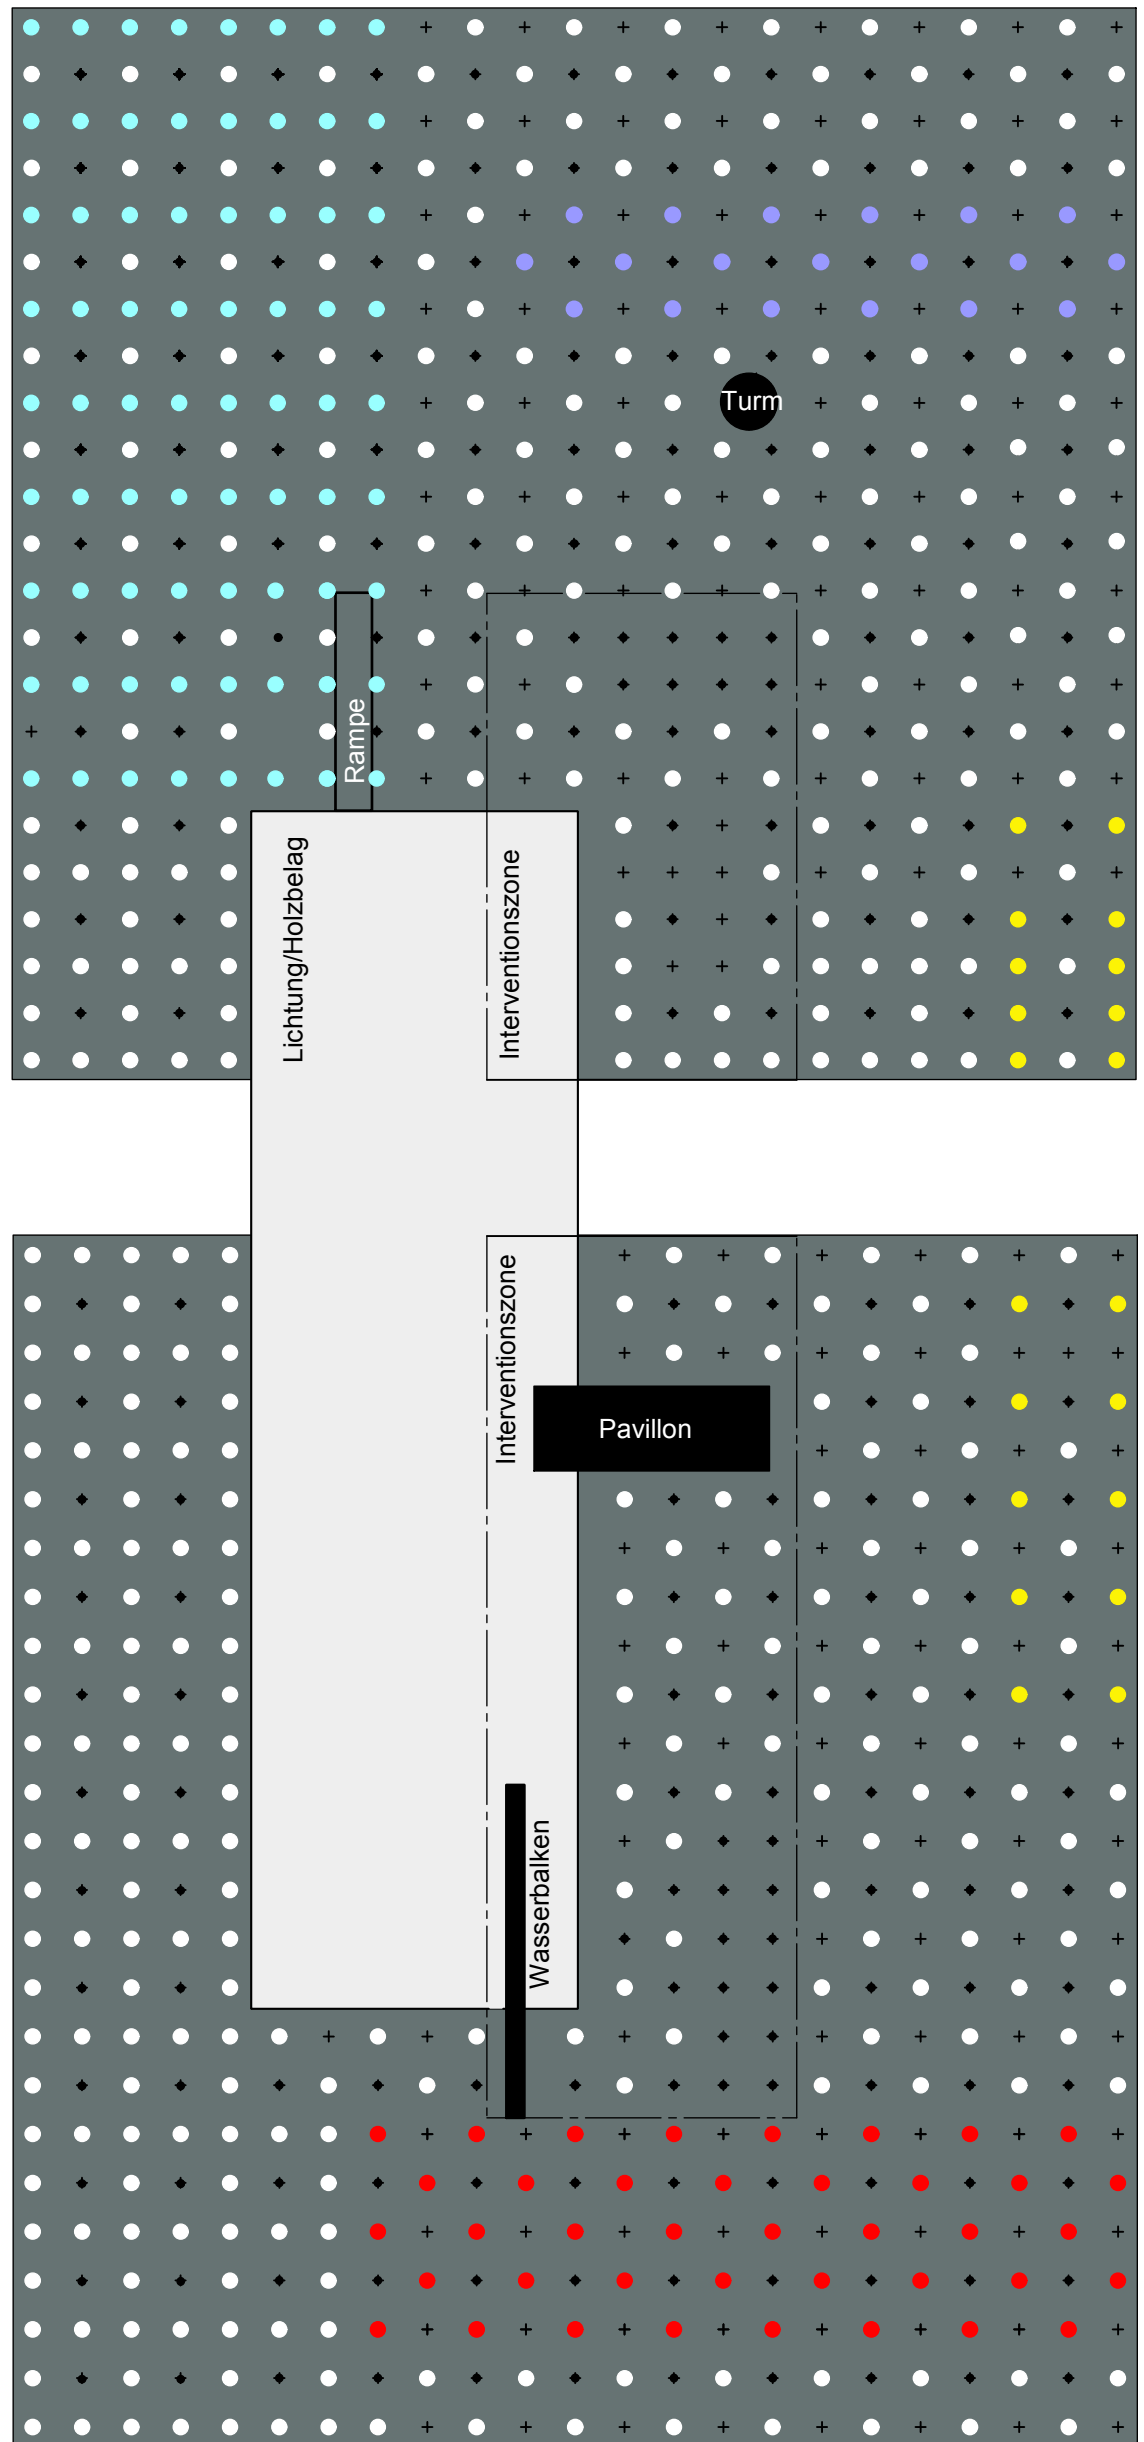 Turm
Rampe
Lichtung/Holzbelag
Interventionszone
Interventionszone
Pavillon
Wasserbalken